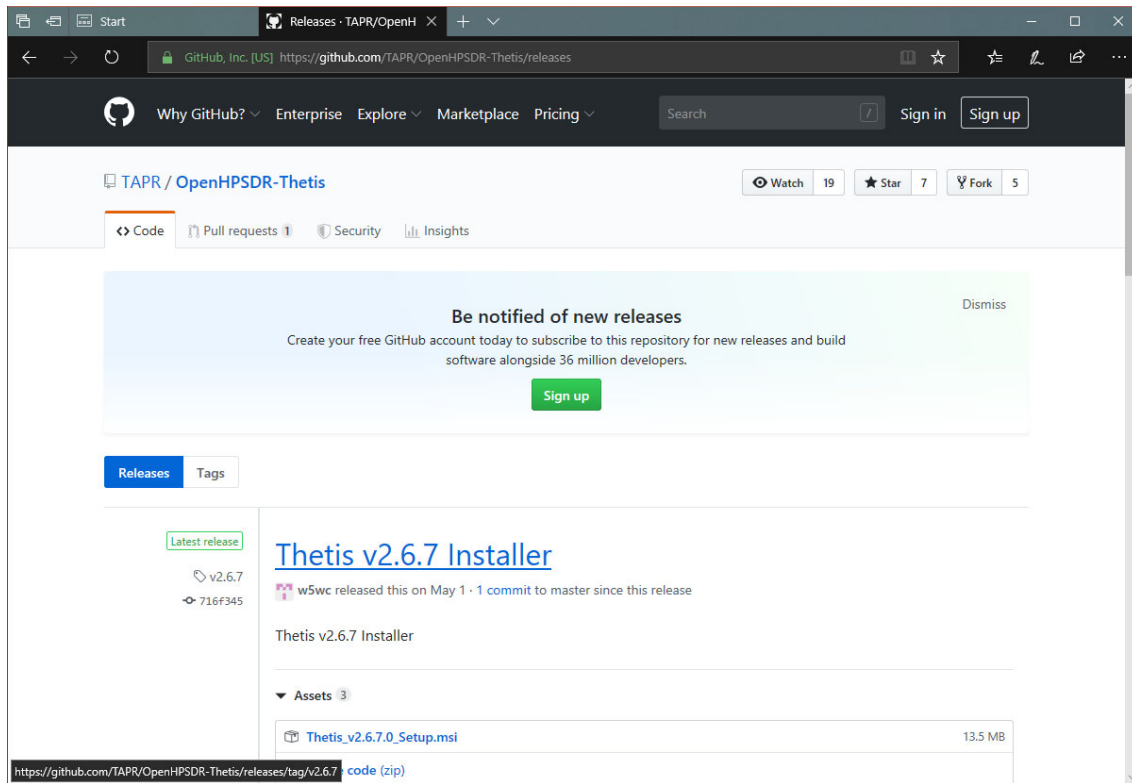 Start
Releases · TAPR/OpenH
GitHub, Inc. [US] https://github.com/TAPR/OpenHPSDR-Thetis/releases
Why GitHub? Enterprise Explore Marketplace Pricing Search / Sign in Sign up
TAPR / OpenHPSDR-Thetis Watch 19 Star 7 Fork 5
<> Code Pull requests 1 Security Insights
Be notified of new releases Dismiss
Create your free GitHub account today to subscribe to this repository for new releases and build
software alongside 36 million developers.
Sign up
Releases Tags
Latest release
v2.6.7
716f345
Thetis v2.6.7 Installer
w5wc released this on May 1 · 1 commit to master since this release
Thetis v2.6.7 Installer
Assets 3
Thetis_v2.6.7.0_Setup.msi 13.5 MB
code (zip)
https://github.com/TAPR/OpenHPSDR-Thetis/releases/tag/v2.6.7